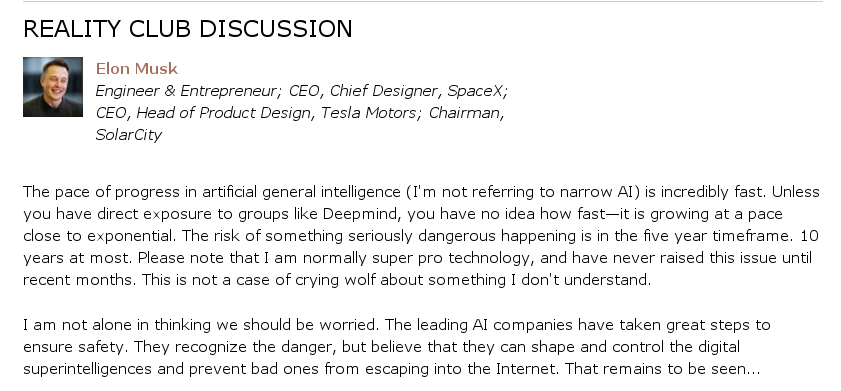 REALITY CLUB DISCUSSION
Elon Musk
Engineer & Entrepreneur; CEO, Chief Designer, SpaceX;
CEO, Head of Product Design, Tesla Motors; Chairman,
SolarCity
The pace of progress in artificial general intelligence (I'm not referring to narrow AI) is incredibly fast. Unless
you have direct exposure to groups like Deepmind, you have no idea how fast—it is growing at a pace
close to exponential. The risk of something seriously dangerous happening is in the five year timeframe. 10
years at most. Please note that I am normally super pro technology, and have never raised this issue until
recent months. This is not a case of crying wolf about something I don't understand.
I am not alone in thinking we should be worried. The leading AI companies have taken great steps to
ensure safety. They recognize the danger, but believe that they can shape and control the digital
superintelligences and prevent bad ones from escaping into the Internet. That remains to be seen...